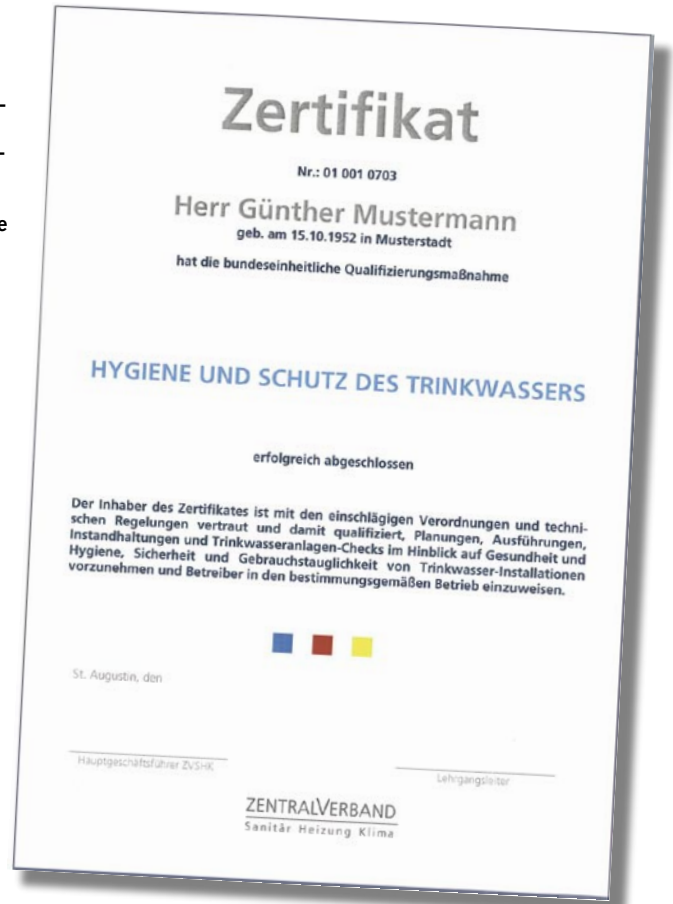 -
-
e
Zertifikat
Nr.: 01 001 0703
Herr Günther Mustermann
geb. am 15.10.1952 in Musterstadt
hat die bundeseinheitliche Qualifizierungsmaßnahme
HYGIENE UND SCHUTZ DES TRINKWASSERS
erfolgreich abgeschlossen
Der Inhaber des Zertifikates ist mit den einschlägigen Verordnungen und techni-
schen Regelungen vertraut und damit qualifiziert, Planungen, Ausführungen,
Instandhaltungen und Trinkwasseranlagen-Checks im Hinblick auf Gesundheit und
Hygiene, Sicherheit und Gebrauchstauglichkeit von Trinkwasser-Installationen
vorzunehmen und Betreiber in den bestimmungsgemäßen Betrieb einzuweisen.
St. Augustin, den
Hauptgeschäftsführer ZVSHK
Lehrgangsleiter
ZENTRALVERBAND
Sanitär Heizung Klima